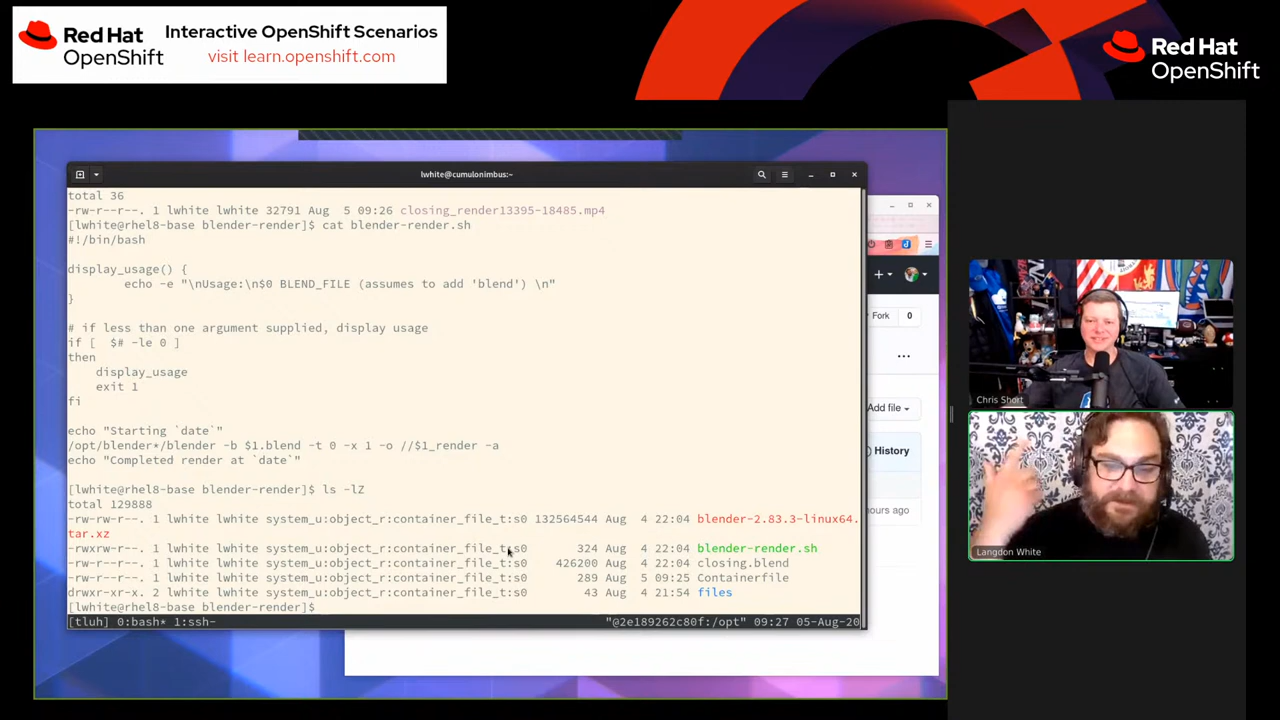 Red Hat
OpenShift
Interactive OpenShift Scenarios
visit learn.openshift.com
Red Hat
OpenShift
lwhite@cumulonimbus:~
total 36
-rw-r--r--. 1 lwhite lwhite 32791 Aug  5 09:26 closing_render13395-18485.mp4
[lwhite@rhel8-base blender-render]$ cat blender-render.sh
#!/bin/bash
display_usage() {
echo -e "\nUsage:\n$0 BLEND_FILE (assumes to add 'blend') \n"
}
# if less than one argument supplied, display usage
if [  $# -le 0 ]
then
display_usage
exit 1
fi
echo "Starting `date`"
/opt/blender*/blender -b $1.blend -t 0 -x 1 -o //$1_render -a
echo "Completed render at `date`"
[lwhite@rhel8-base blender-render]$ ls -lZ
total 129888
-rw-rw-r--. 1 lwhite lwhite system_u:object_r:container_file_t:s0 132564544 Aug  4 22:04 blender-2.83.3-linux64.
tar.xz
-rwxrwxr-x. 1 lwhite lwhite system_u:object_r:container_file_t:s0       324 Aug  4 22:04 blender-render.sh
-rw-rw-r--. 1 lwhite lwhite system_u:object_r:container_file_t:s0    426200 Aug  4 22:04 closing.blend
-rw-rw-r--. 1 lwhite lwhite system_u:object_r:container_file_t:s0       289 Aug  5 09:25 Containerfile
drwxr-xr-x. 2 lwhite lwhite system_u:object_r:container_file_t:s0        43 Aug  4 21:54 files
[lwhite@rhel8-base blender-render]$
[tluh] 0:bash* 1:ssh-  "@2e189262c80f:/opt" 09:27 05-Aug-20
Fork 0
Add file
History
hours ago
Chris Short
Langdon White